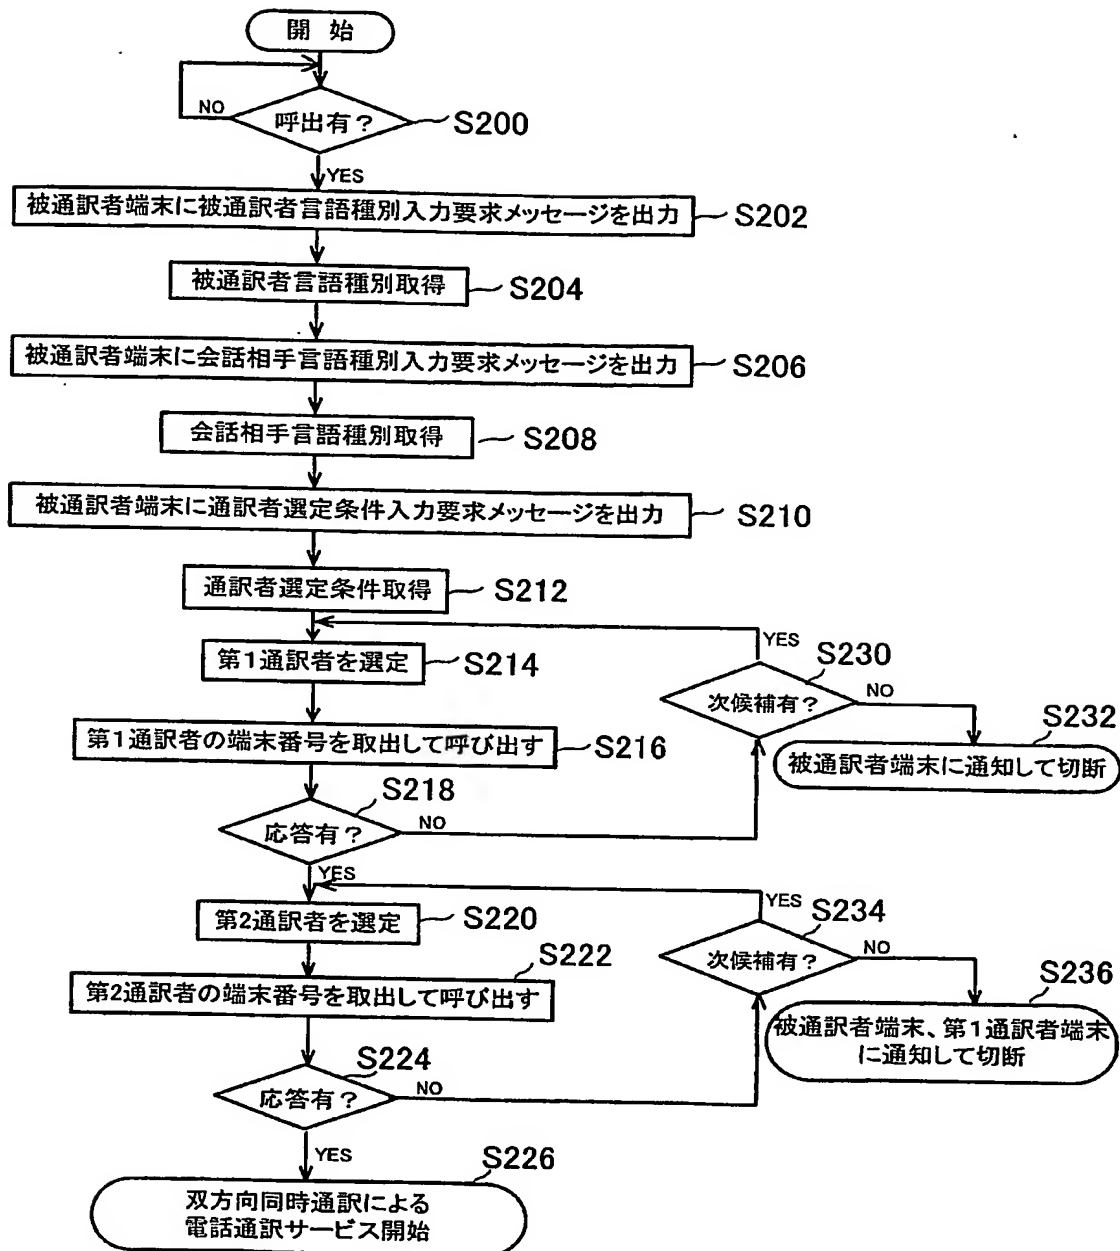 開 始
NO
呼出有?
S200
YES
被通訳者端末に被通訳者言語種別入力要求メッセージを出力
S202
被通訳者言語種別取得
S204
被通訳者端末に会話相手言語種別入力要求メッセージを出力
S206
会話相手言語種別取得
S208
被通訳者端末に通訳者選定条件入力要求メッセージを出力
S210
通訳者選定条件取得
S212
YES
第1通訳者を選定
S214
S230
次候補有?
NO
第1通訳者の端末番号を取出して呼び出す
S216
S232
被通訳者端末に通知して切断
S218
応答有?
NO
YES
YES
第2通訳者を選定
S220
S234
次候補有?
NO
S222
第2通訳者の端末番号を取出して呼び出す
S236
被通訳者端末、第1通訳者端末
に通知して切断
S224
応答有?
NO
YES
S226
双方向同時通訳による
電話通訳サービス開始